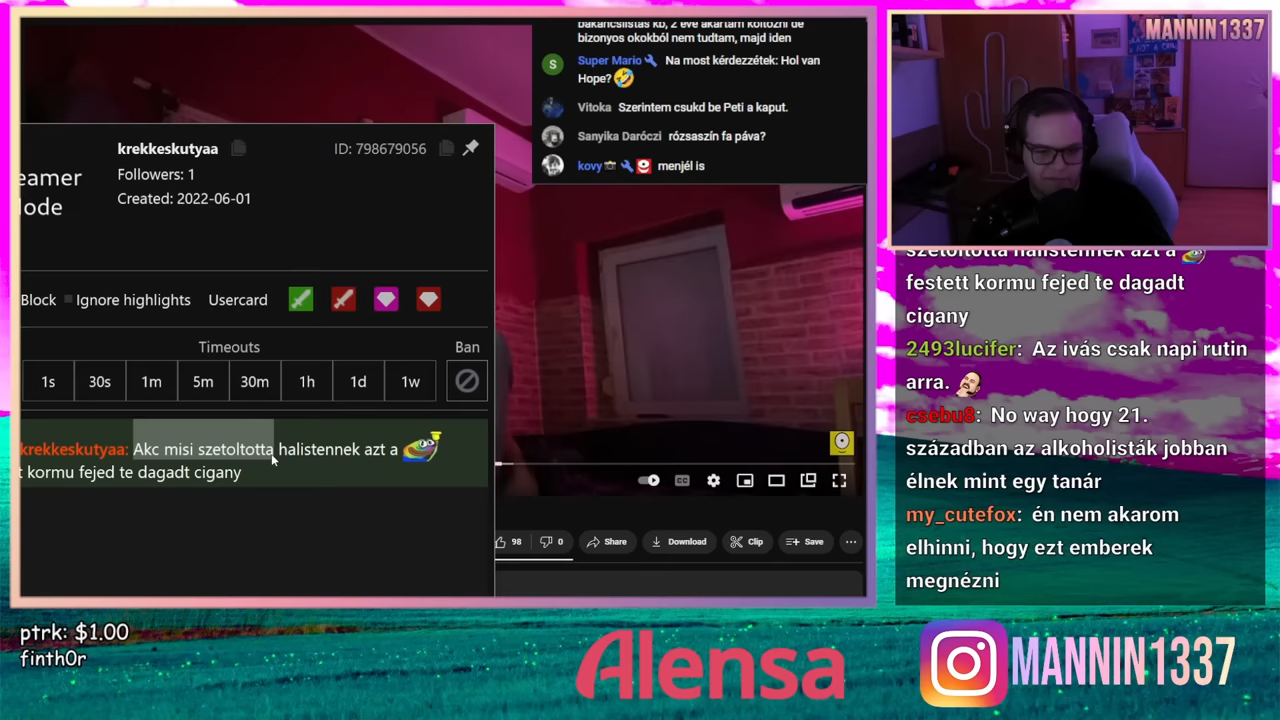 bakancslistás kb, 2 éve akartam költözni de
bizonyos okokból nem tudtam, majd iden
S Super Mario Na most kérdezzétek: Hol van
Hope?
Vitoka Szerintem csukd be Peti a kaput.
Sanyika Daróczi rózsaszín fa páva?
kovy menjél is
eamer
lode
krekkeskutyaa
ID: 798679056
Followers: 1
Created: 2022-06-01
Block Ignore highlights Usercard
Timeouts
Ban
1s 30s 1m 5m 30m 1h 1d 1w
krekkeskutyaa: Akc misi szetoltotta halistennek azt a
t kormu fejed te dagadt cigany
CC
98 0 Share Download Clip Save
MANNIN1337
szetoltotta halistennek azt a
festett kormu fejed te dagadt
cigany
2493lucifer: Az ivás csak napi rutin
arra.
csebu8: No way hogy 21.
században az alkoholisták jobban
élnek mint egy tanár
my_cutefox: én nem akarom
elhinni, hogy ezt emberek
megnézni
ptrk: $1.00
finth0r
Alensa
MANNIN1337